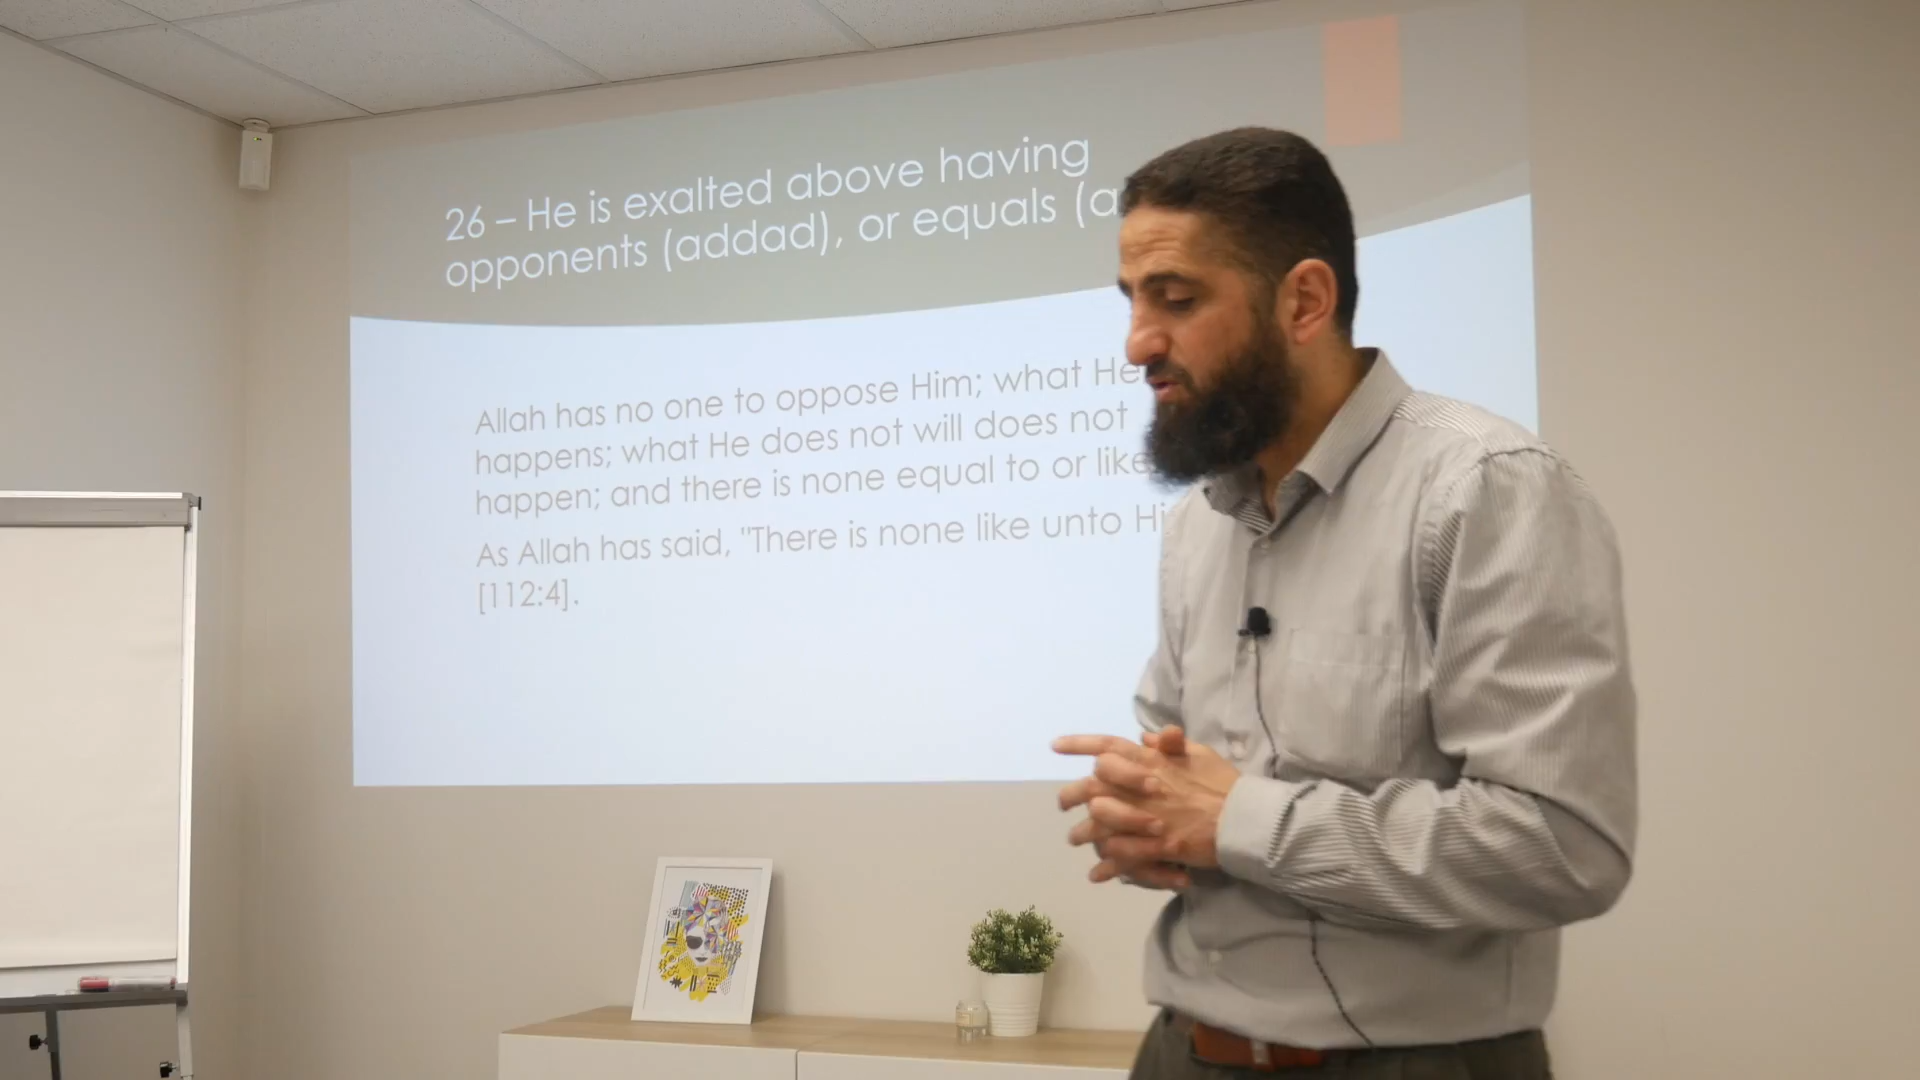 26 – He is exalted above having
opponents (addad), or equals (a
Allah has no one to oppose Him; what He
happens; what He does not will does not
happen; and there is none equal to or like
As Allah has said, "There is none like unto Hi
[112:4].